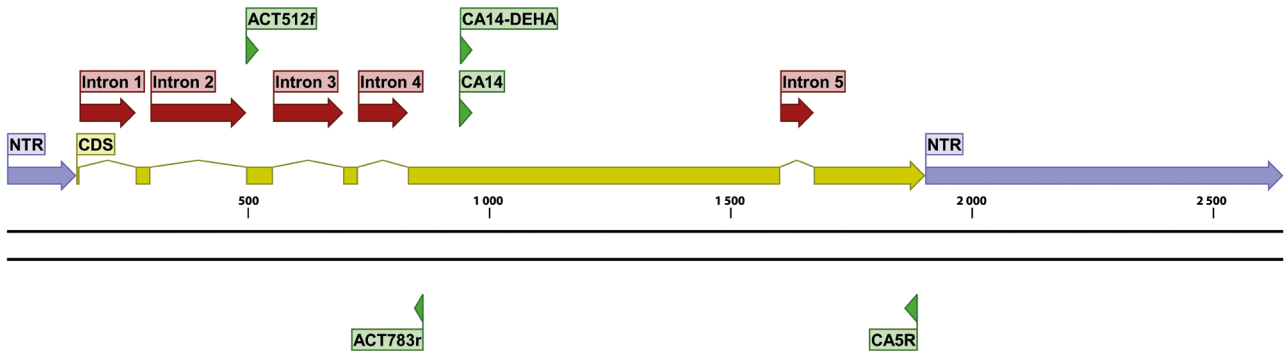 ACT512f CA14-DEHA
Intron 1 Intron 2 Intron 3 Intron 4 CA14 Intron 5
NTR CDS NTR
500 1 000 1 500 2 000 2 500
ACT783r CA5R